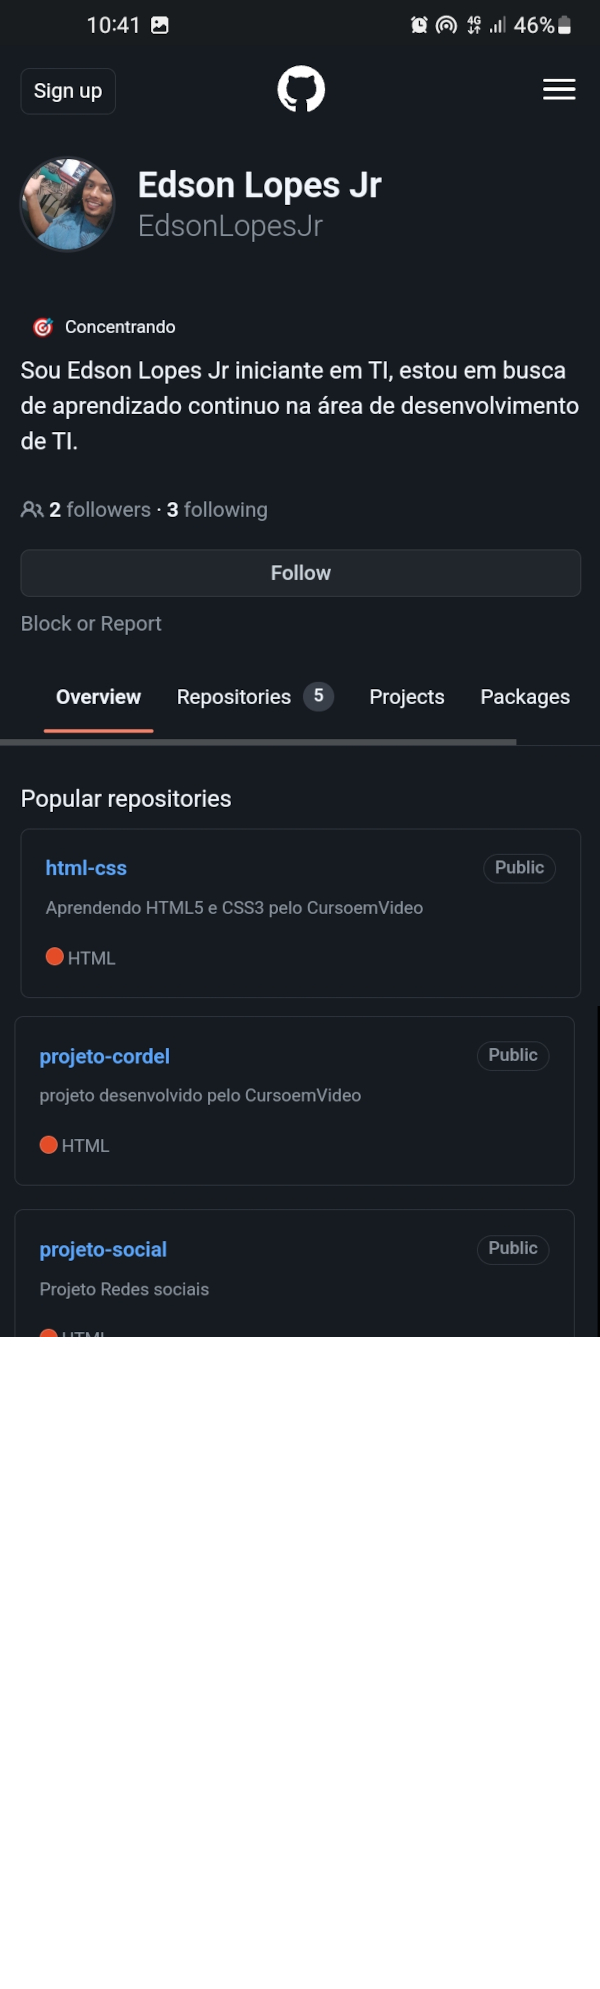 10:41
4G
46%
Sign up
Edson Lopes Jr
EdsonLopesJr
Concentrando
Sou Edson Lopes Jr iniciante em TI, estou em busca
de aprendizado continuo na área de desenvolvimento
de TI.
2 followers · 3 following
Follow
Block or Report
Overview Repositories 5 Projects Packages
Popular repositories
html-css Public
Aprendendo HTML5 e CSS3 pelo CursoemVideo
HTML
projeto-cordel Public
projeto desenvolvido pelo CursoemVideo
HTML
projeto-social Public
Projeto Redes sociais
HTML